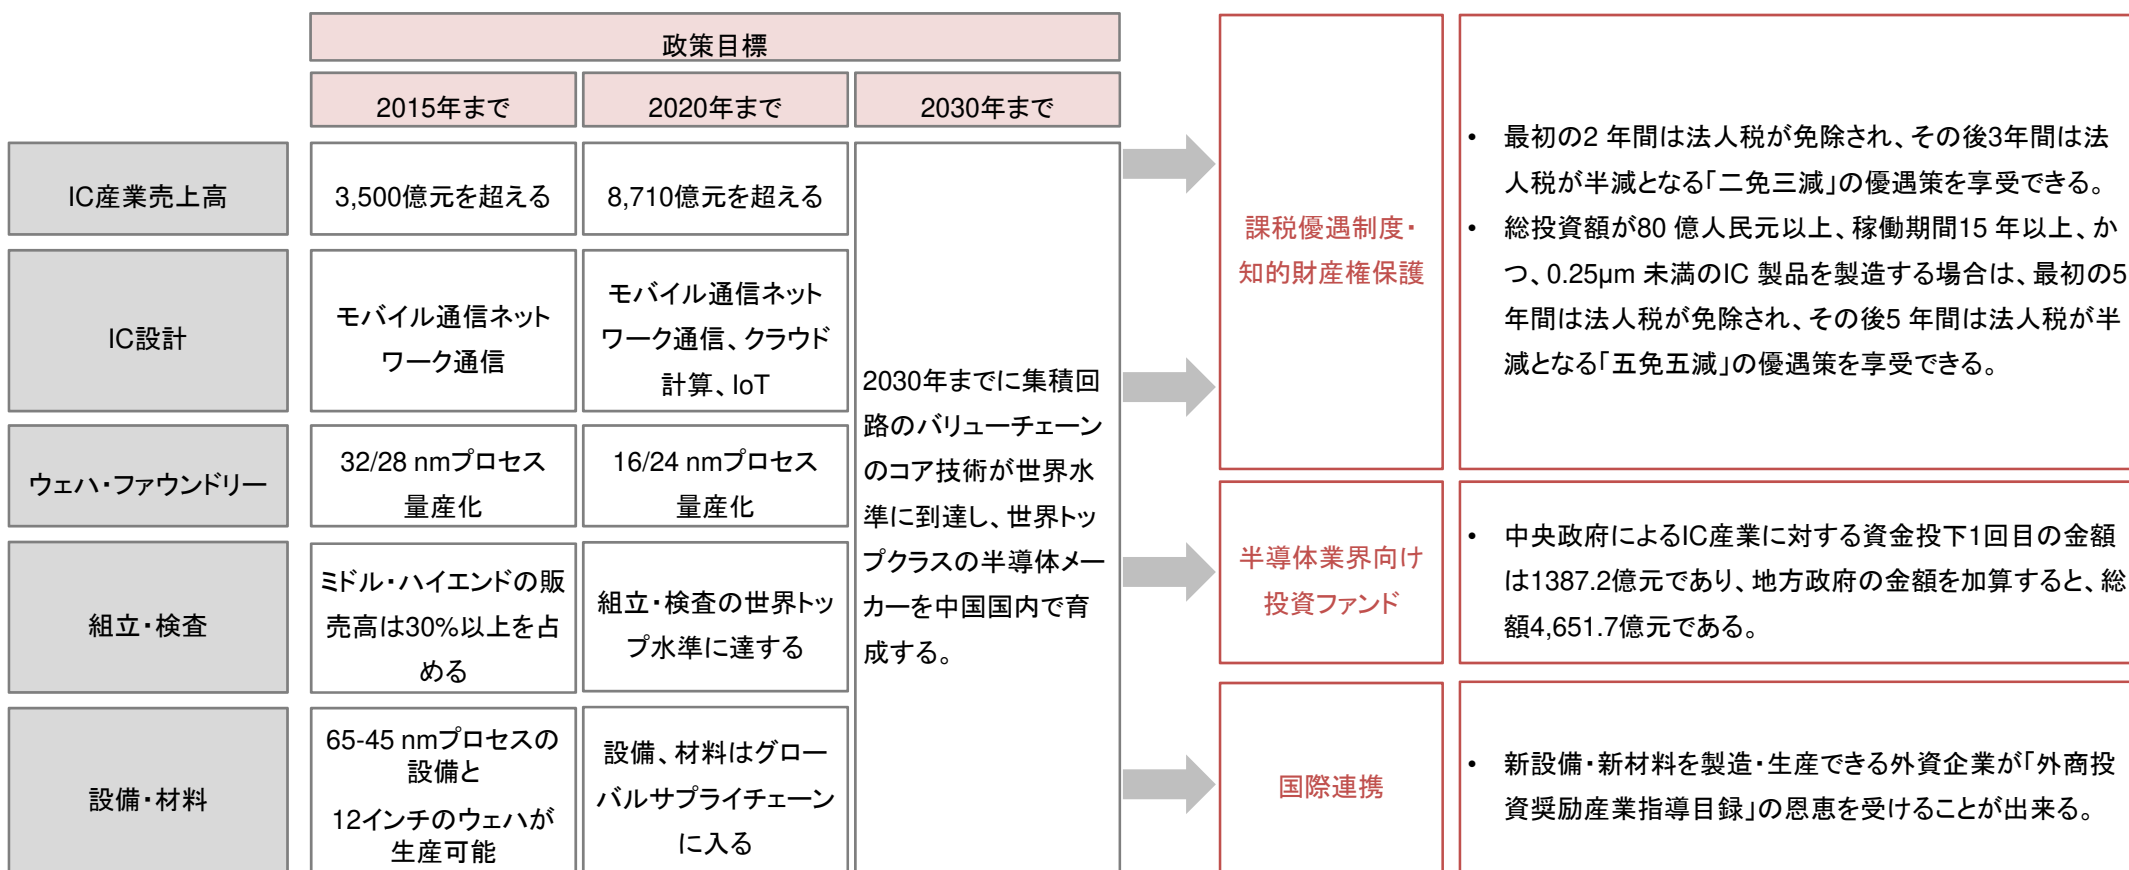 政策目標
2015年まで
2020年まで
2030年まで
IC産業売上高
3,500億元を超える
8,710億元を超える
IC設計
モバイル通信ネット
ワーク通信
モバイル通信ネット
ワーク通信、クラウド
計算、IoT
ウェハ・ファウンドリー
32/28 nmプロセス
量産化
16/24 nmプロセス
量産化
組立・検査
ミドル・ハイエンドの販
売高は30%以上を占
める
組立・検査の世界トッ
プ水準に達する
設備・材料
65-45 nmプロセスの
設備と
12インチのウェハが
生産可能
設備、材料はグロー
バルサプライチェーン
に入る
2030年までに集積回
路のバリューチェーン
のコア技術が世界水
準に到達し、世界トッ
プクラスの半導体メー
カーを中国国内で育
成する。
課税優遇制度・
知的財産権保護
• 最初の2 年間は法人税が免除され、その後3年間は法
人税が半減となる「二免三減」の優遇策を享受できる。
• 総投資額が80 億人民元以上、稼働期間15 年以上、か
つ、0.25μm 未満のIC 製品を製造する場合は、最初の5
年間は法人税が免除され、その後5 年間は法人税が半
減となる「五免五減」の優遇策を享受できる。
半導体業界向け
投資ファンド
• 中央政府によるIC産業に対する資金投下1回目の金額
は1387.2億元であり、地方政府の金額を加算すると、総
額4,651.7億元である。
国際連携
• 新設備・新材料を製造・生産できる外資企業が「外商投
資奨励産業指導目録」の恩恵を受けることが出来る。